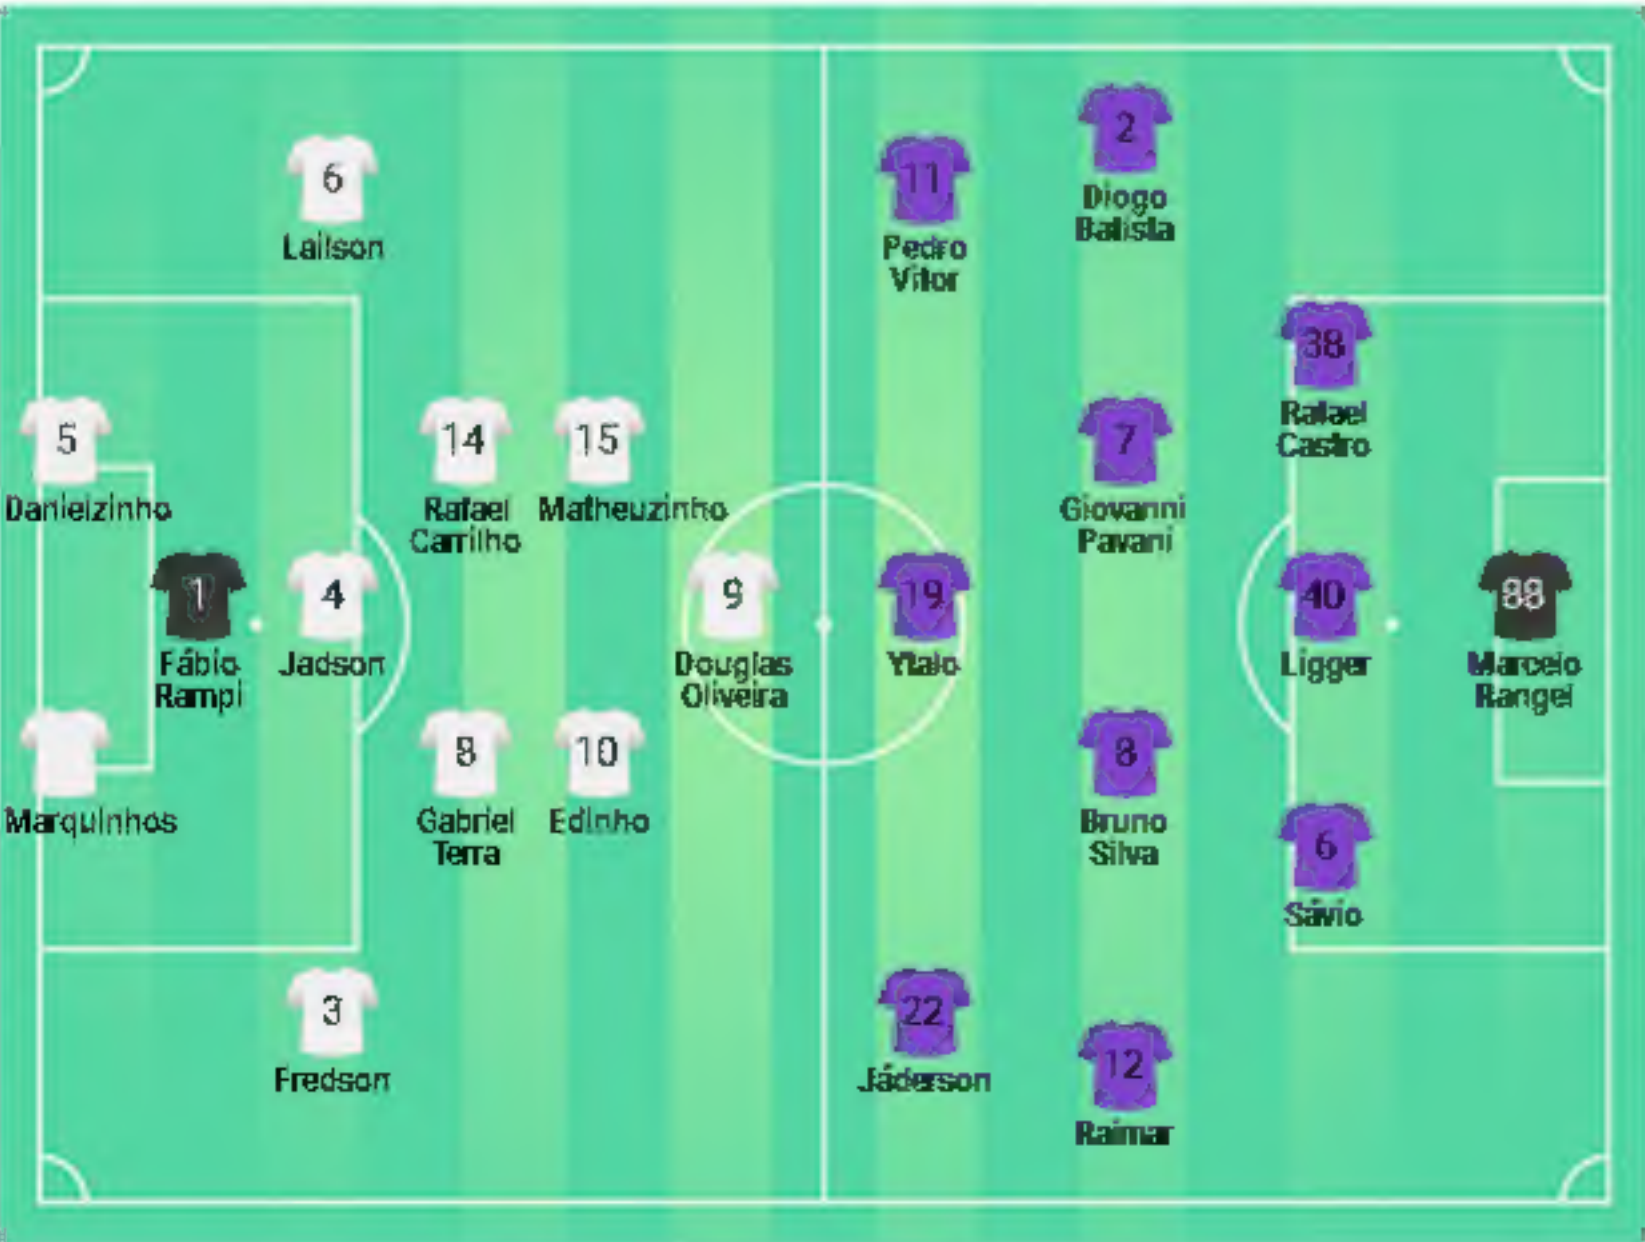 6
Lailson
5
Danielzinho
1
Fábio
Rampi
4
Jadson
Marquinhos
3
Fredson
14
Rafael
Carrilho
8
Gabriel
Terra
15
Matheuzinho
10
Edinho
9
Douglas
Oliveira
11
Pedro
Vitor
19
Ytalo
22
Jáderson
2
Diogo
Batista
7
Giovanni
Pavani
8
Bruno
Silva
12
Raimar
38
Rafael
Castro
40
Ligger
6
Sávio
88
Marcelo
Rangel